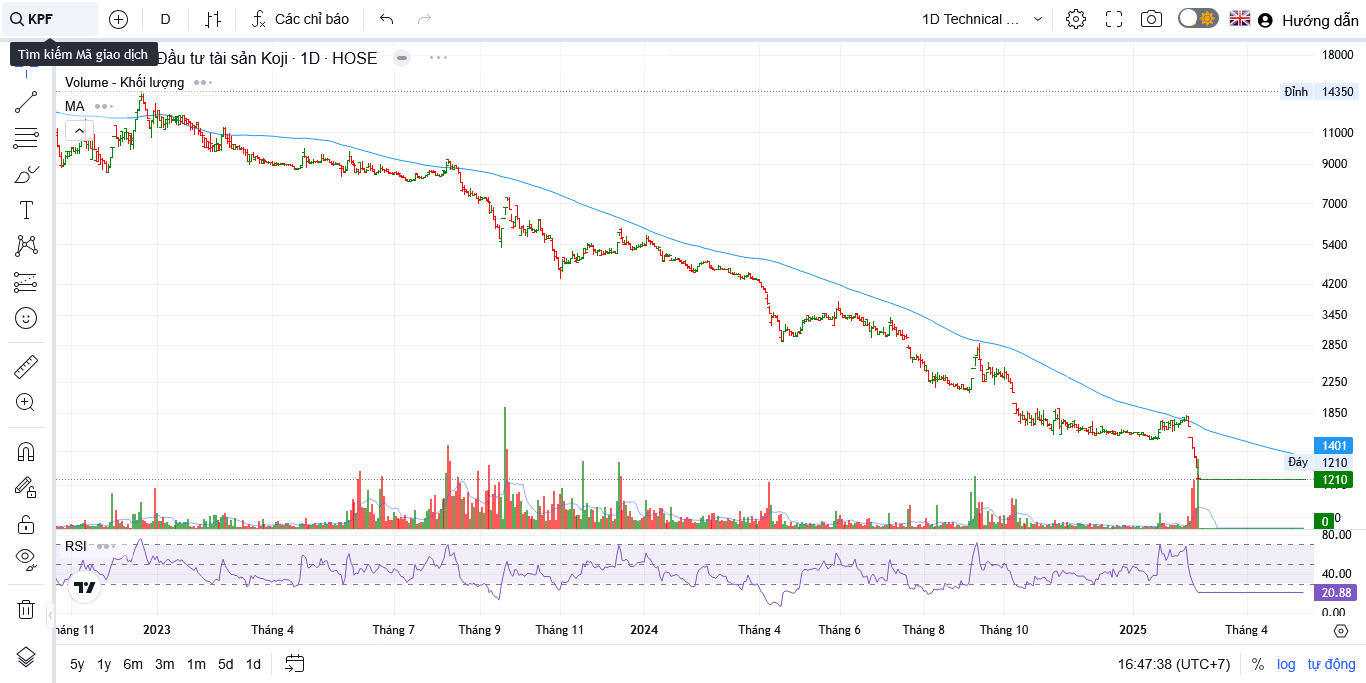 KPF
D
Các chỉ báo
1D Technical ...
Hướng dẫn
Tìm kiếm Mã giao dịch
Đầu tư tài sản Koji · 1D · HOSE
Volume - Khối lượng
MA
18000
Đỉnh 14350
11000
9000
7000
5400
4200
3450
2850
2250
1850
1401
Đáy 1210
1210
0
RSI
80.00
40.00
20.88
0.00
háng 11 2023 Tháng 4 Tháng 7 Tháng 9 Tháng 11 2024 Tháng 4 Tháng 6 Tháng 8 Tháng 10 2025 Tháng 4
5y 1y 6m 3m 1m 5d 1d
16:47:38 (UTC+7) % log tự động